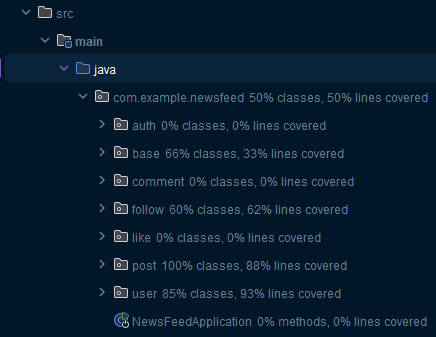 src
main
java
com.example.newsfeed 50% classes, 50% lines covered
auth 0% classes, 0% lines covered
base 66% classes, 33% lines covered
comment 0% classes, 0% lines covered
follow 60% classes, 62% lines covered
like 0% classes, 0% lines covered
post 100% classes, 88% lines covered
user 85% classes, 93% lines covered
NewsFeedApplication 0% methods, 0% lines covered